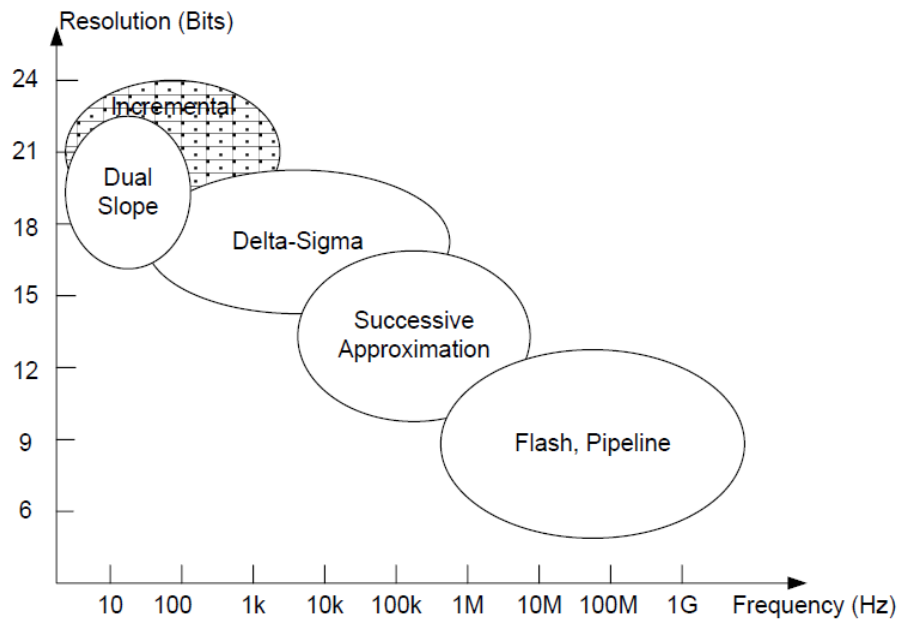 Resolution (Bits)
24
Incremental
21
Dual
Slope
18
Delta-Sigma
15
Successive
Approximation
12
9
Flash, Pipeline
6
10 100 1k 10k 100k 1M 10M 100M 1G Frequency (Hz)